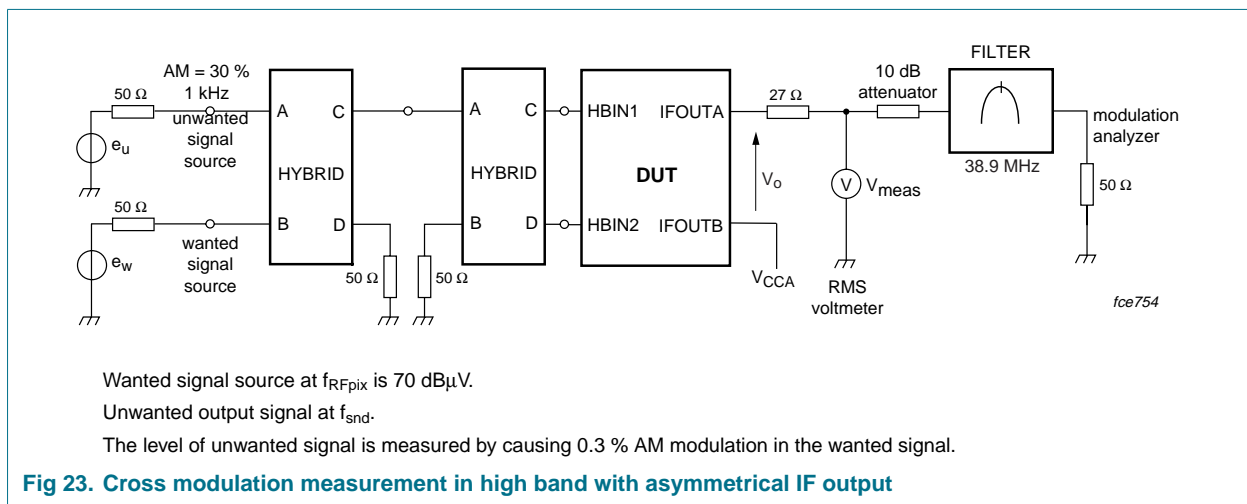 FILTER
AM = 30 %
1 kHz
unwanted
signal
source
50 Ω
eu
A
C
HYBRID
B
D
50 Ω
ew
wanted
signal
source
50 Ω
A
C
HYBRID
B
D
50 Ω
HBIN1
IFOUTA
DUT
HBIN2
IFOUTB
Vo
VCCA
27 Ω
V
Vmeas
RMS
voltmeter
10 dB
attenuator
38.9 MHz
modulation
analyzer
50 Ω
fce754
Wanted signal source at fRFpix is 70 dBμV.
Unwanted output signal at fsnd.
The level of unwanted signal is measured by causing 0.3 % AM modulation in the wanted signal.
Fig 23. Cross modulation measurement in high band with asymmetrical IF output